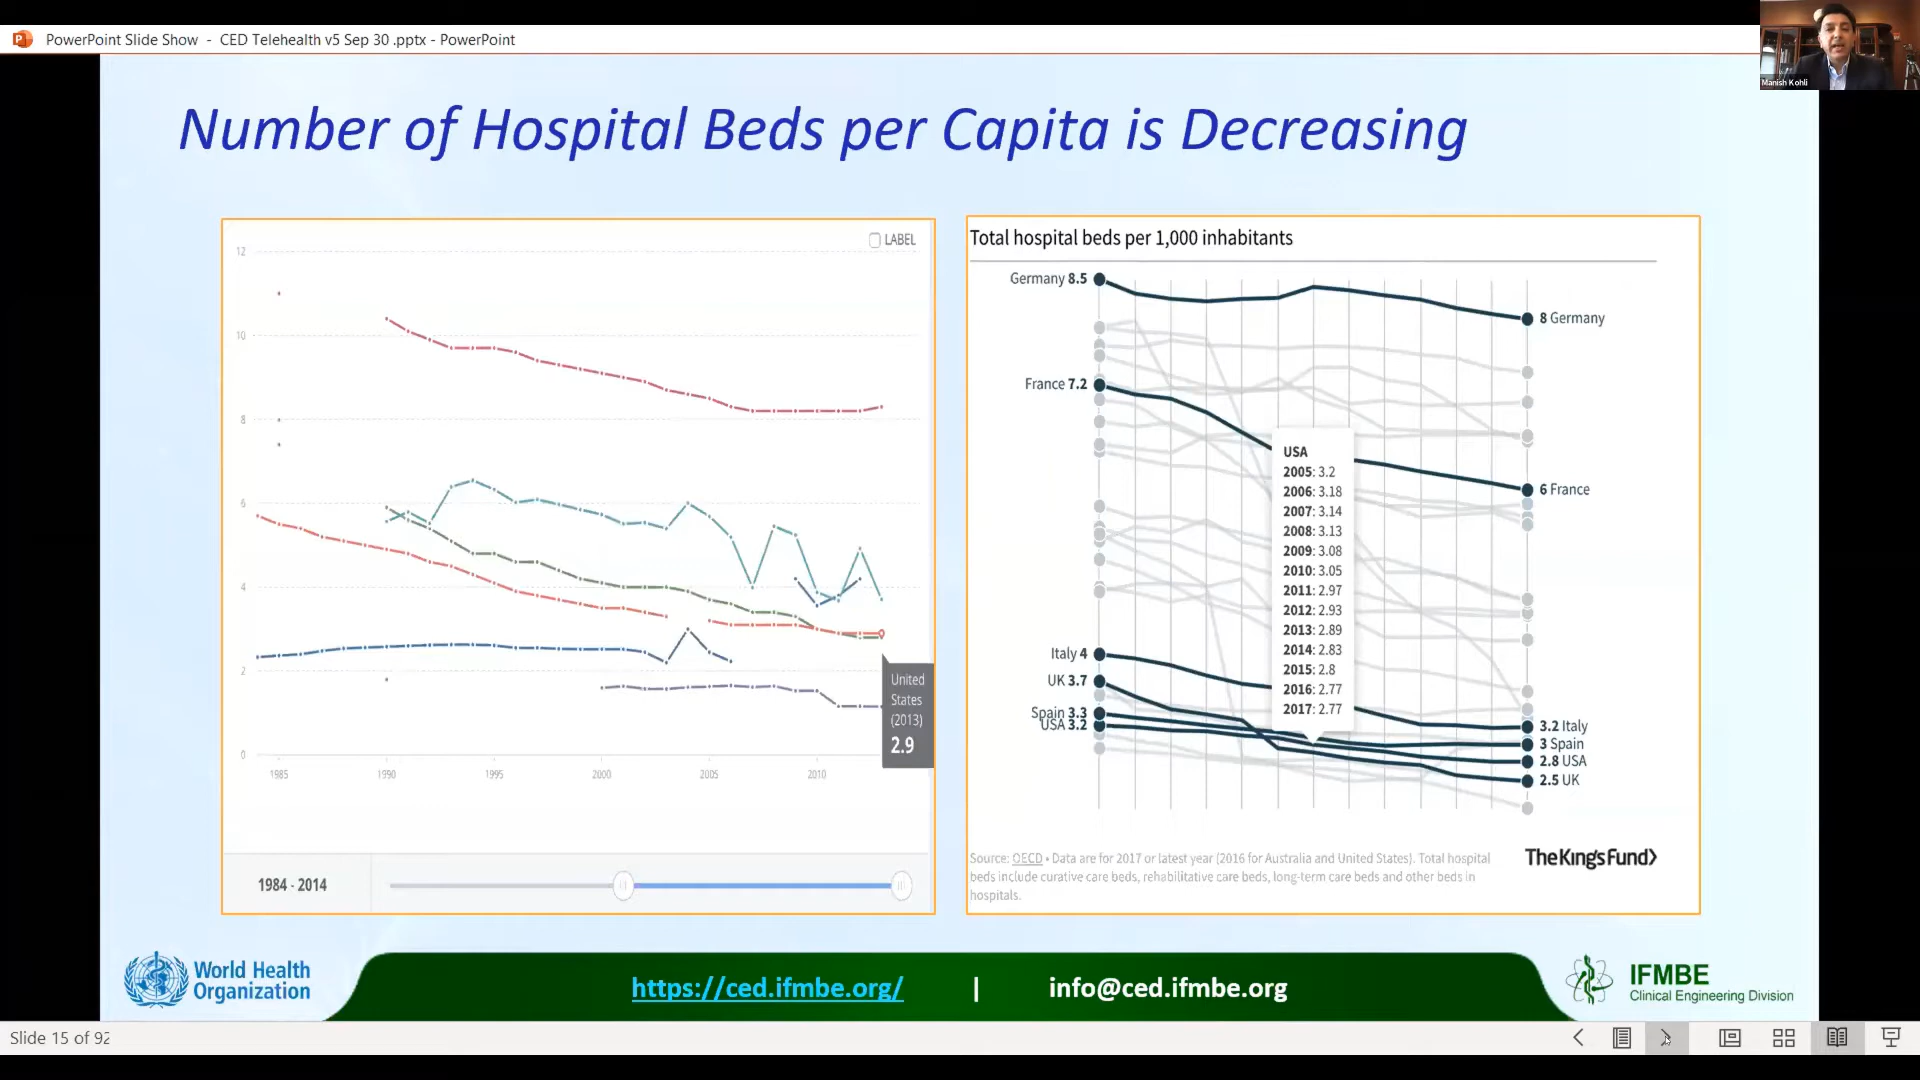 PowerPoint Slide Show - CED Telehealth v5 Sep 30 .pptx - PowerPoint
Manish Kohli
Number of Hospital Beds per Capita is Decreasing
LABEL
12
10
8
6
4
2
0
1985 1990 1995 2000 2005 2010
United
States
(2013)
2.9
1984 - 2014
Total hospital beds per 1,000 inhabitants
Germany 8.5
8 Germany
France 7.2
6 France
USA
2005: 3.2
2006: 3.18
2007: 3.14
2008: 3.13
2009: 3.08
2010: 3.05
2011: 2.97
2012: 2.93
2013: 2.89
2014: 2.83
2015: 2.8
2016: 2.77
2017: 2.77
Italy 4
UK 3.7
Spain 3.3
USA 3.2
3.2 Italy
3 Spain
2.8 USA
2.5 UK
Source: OECD • Data are for 2017 or latest year (2016 for Australia and United States). Total hospital
beds include curative care beds, rehabilitative care beds, long-term care beds and other beds in
hospitals.
TheKingsFund>
World Health
Organization
https://ced.ifmbe.org/ | info@ced.ifmbe.org
IFMBE
Clinical Engineering Division
Slide 15 of 92